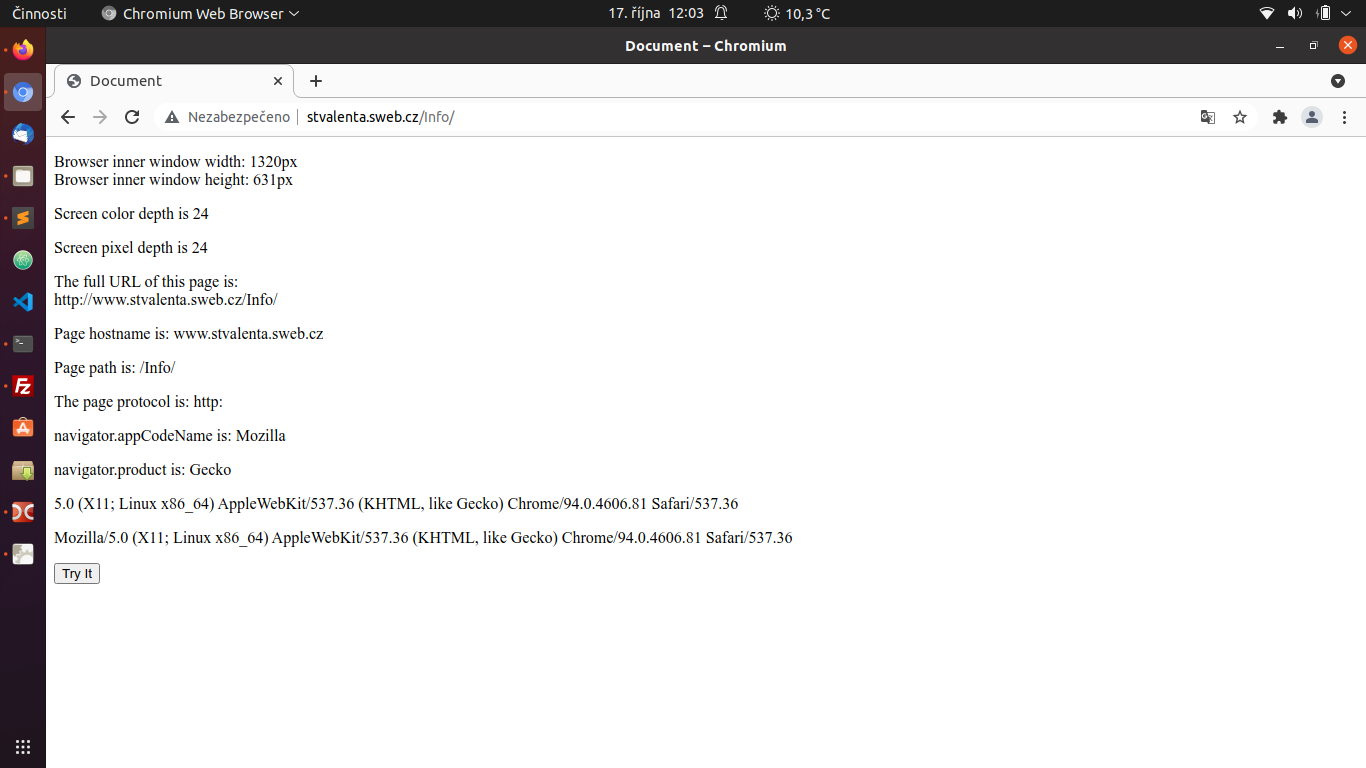 Činnosti
Chromium Web Browser
17. října 12:03
10,3 °C
Document – Chromium
Document
Nezabezpečeno
stvalenta.sweb.cz/Info/
Browser inner window width: 1320px
Browser inner window height: 631px
Screen color depth is 24
Screen pixel depth is 24
The full URL of this page is:
http://www.stvalenta.sweb.cz/Info/
Page hostname is: www.stvalenta.sweb.cz
Page path is: /Info/
The page protocol is: http:
navigator.appCodeName is: Mozilla
navigator.product is: Gecko
5.0 (X11; Linux x86_64) AppleWebKit/537.36 (KHTML, like Gecko) Chrome/94.0.4606.81 Safari/537.36
Mozilla/5.0 (X11; Linux x86_64) AppleWebKit/537.36 (KHTML, like Gecko) Chrome/94.0.4606.81 Safari/537.36
Try It